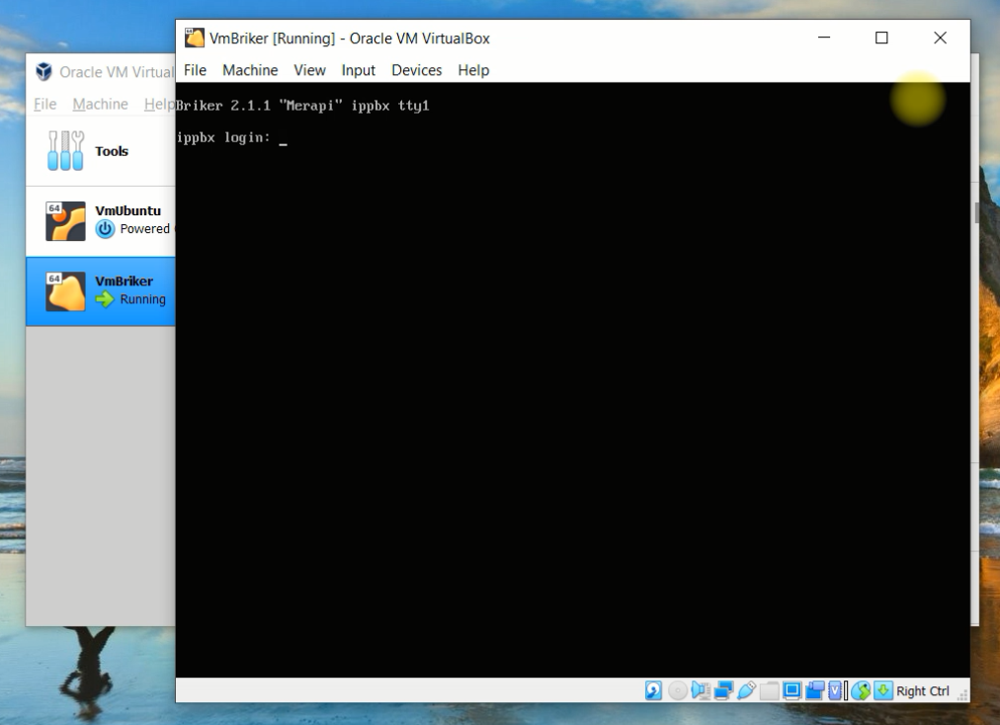 VmBriker [Running] - Oracle VM VirtualBox
File Machine View Input Devices Help
Briker 2.1.1 "Merapi" ippbx tty1
ippbx login: _
Right Ctrl
Oracle VM Virtual
File Machine Help
Tools
64
VmUbuntu
Powered
64
VmBriker
Running